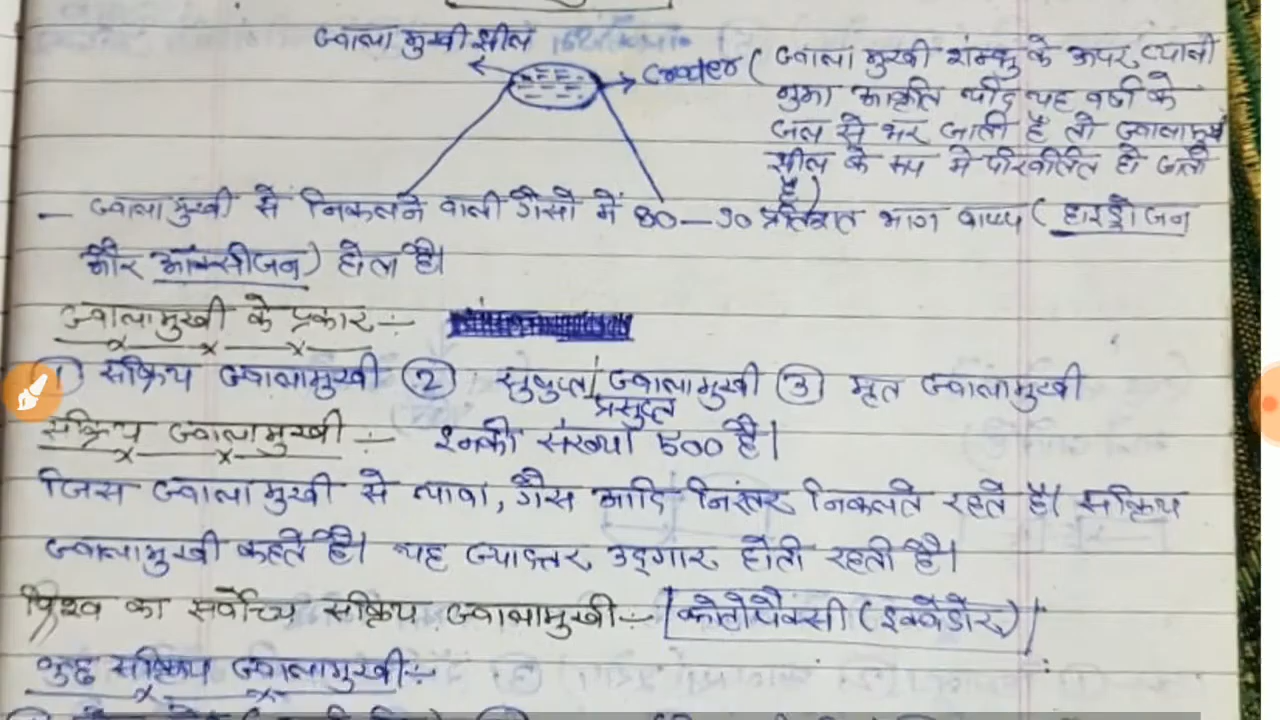 ज्वालामुखी झील
Crater ( ज्वालामुखी शंकु के ऊपर प्याली
नुमा आकृति यदि यह वर्षा के
जल से भर जाती है तो ज्वालामुखी
झील के रूप मे परिवर्तित हो जाती
है)
- ज्वालामुखी से निकलने वाली गैसो में 80-90 प्रतिशत भाग वाष्प ( हाइड्रोजन
और ऑक्सीजन) होता है।
ज्वालामुखी के प्रकार :-
① सक्रिय ज्वालामुखी ② सुषुप्त/ ज्वालामुखी ③ मृत ज्वालामुखी
प्रसुप्त
सक्रिय ज्वालामुखी :- इनकी संख्या 500 है।
जिस ज्वालामुखी से लावा, गैस आदि निरंतर निकलते रहते है। सक्रिय
ज्वालामुखी कहते है। यह ज्यादातर उद्गार होती रहती है।
विश्व का सर्वोच्य सक्रिय ज्वालामुखी :- कोटोपैक्सी (इक्वेडोर)
कुछ सक्रिय ज्वालामुखी :-